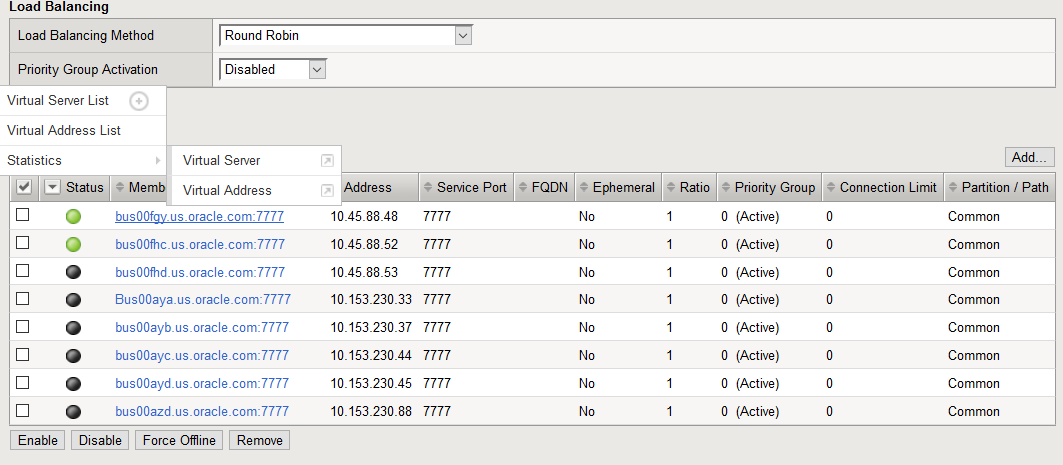 Load Balancing
Load Balancing Method Round Robin
Priority Group Activation Disabled
Virtual Server List
Virtual Address List
Statistics
Virtual Server
Virtual Address
Add...
Status Memb Address Service Port FQDN Ephemeral Ratio Priority Group Connection Limit Partition / Path
bus00fgy.us.oracle.com:7777 10.45.88.48 7777 No 1 0 (Active) 0 Common
bus00fhc.us.oracle.com:7777 10.45.88.52 7777 No 1 0 (Active) 0 Common
bus00fhd.us.oracle.com:7777 10.45.88.53 7777 No 1 0 (Active) 0 Common
Bus00aya.us.oracle.com:7777 10.153.230.33 7777 No 1 0 (Active) 0 Common
bus00ayb.us.oracle.com:7777 10.153.230.37 7777 No 1 0 (Active) 0 Common
bus00ayc.us.oracle.com:7777 10.153.230.44 7777 No 1 0 (Active) 0 Common
bus00ayd.us.oracle.com:7777 10.153.230.45 7777 No 1 0 (Active) 0 Common
bus00azd.us.oracle.com:7777 10.153.230.88 7777 No 1 0 (Active) 0 Common
Enable Disable Force Offline Remove